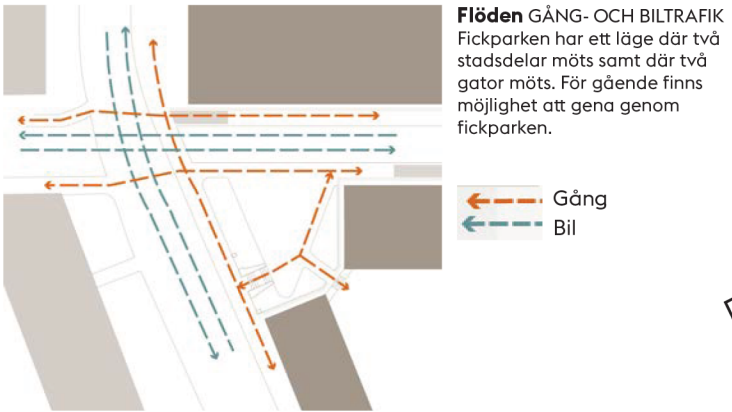 Flöden GÅNG- OCH BILTRAFIK
Fickparken har ett läge där två
stadsdelar möts samt där två
gator möts. För gående finns
möjlighet att gena genom
fickparken.
Gång
Bil